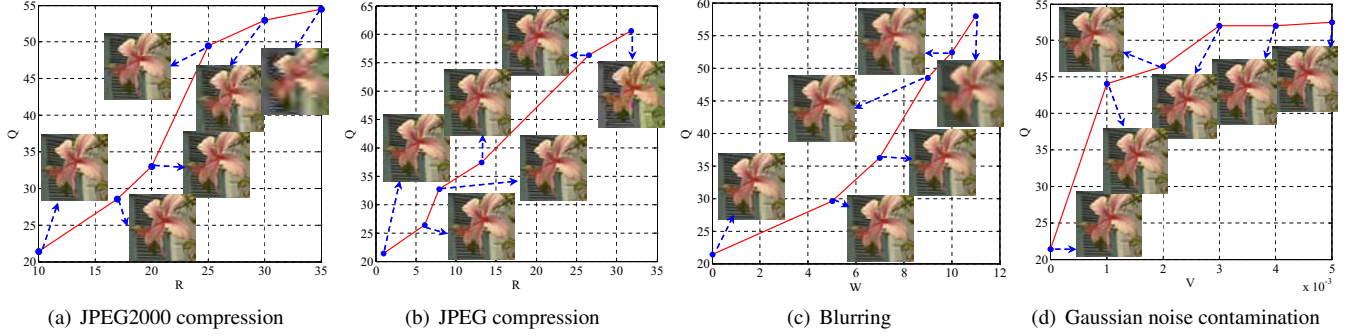 55
50
45
40
35
30
25
20
Q
10 15 20 25 30 35
R
(a) JPEG2000 compression
65
60
55
50
45
40
35
30
25
20
Q
0 5 10 15 20 25 30 35
R
(b) JPEG compression
60
55
50
45
40
35
30
25
20
Q
0 2 4 6 8 10 12
W
(c) Blurring
55
50
45
40
35
30
25
20
Q
0 1 2 3 4 5
V
x 10⁻³
(d) Gaussian noise contamination